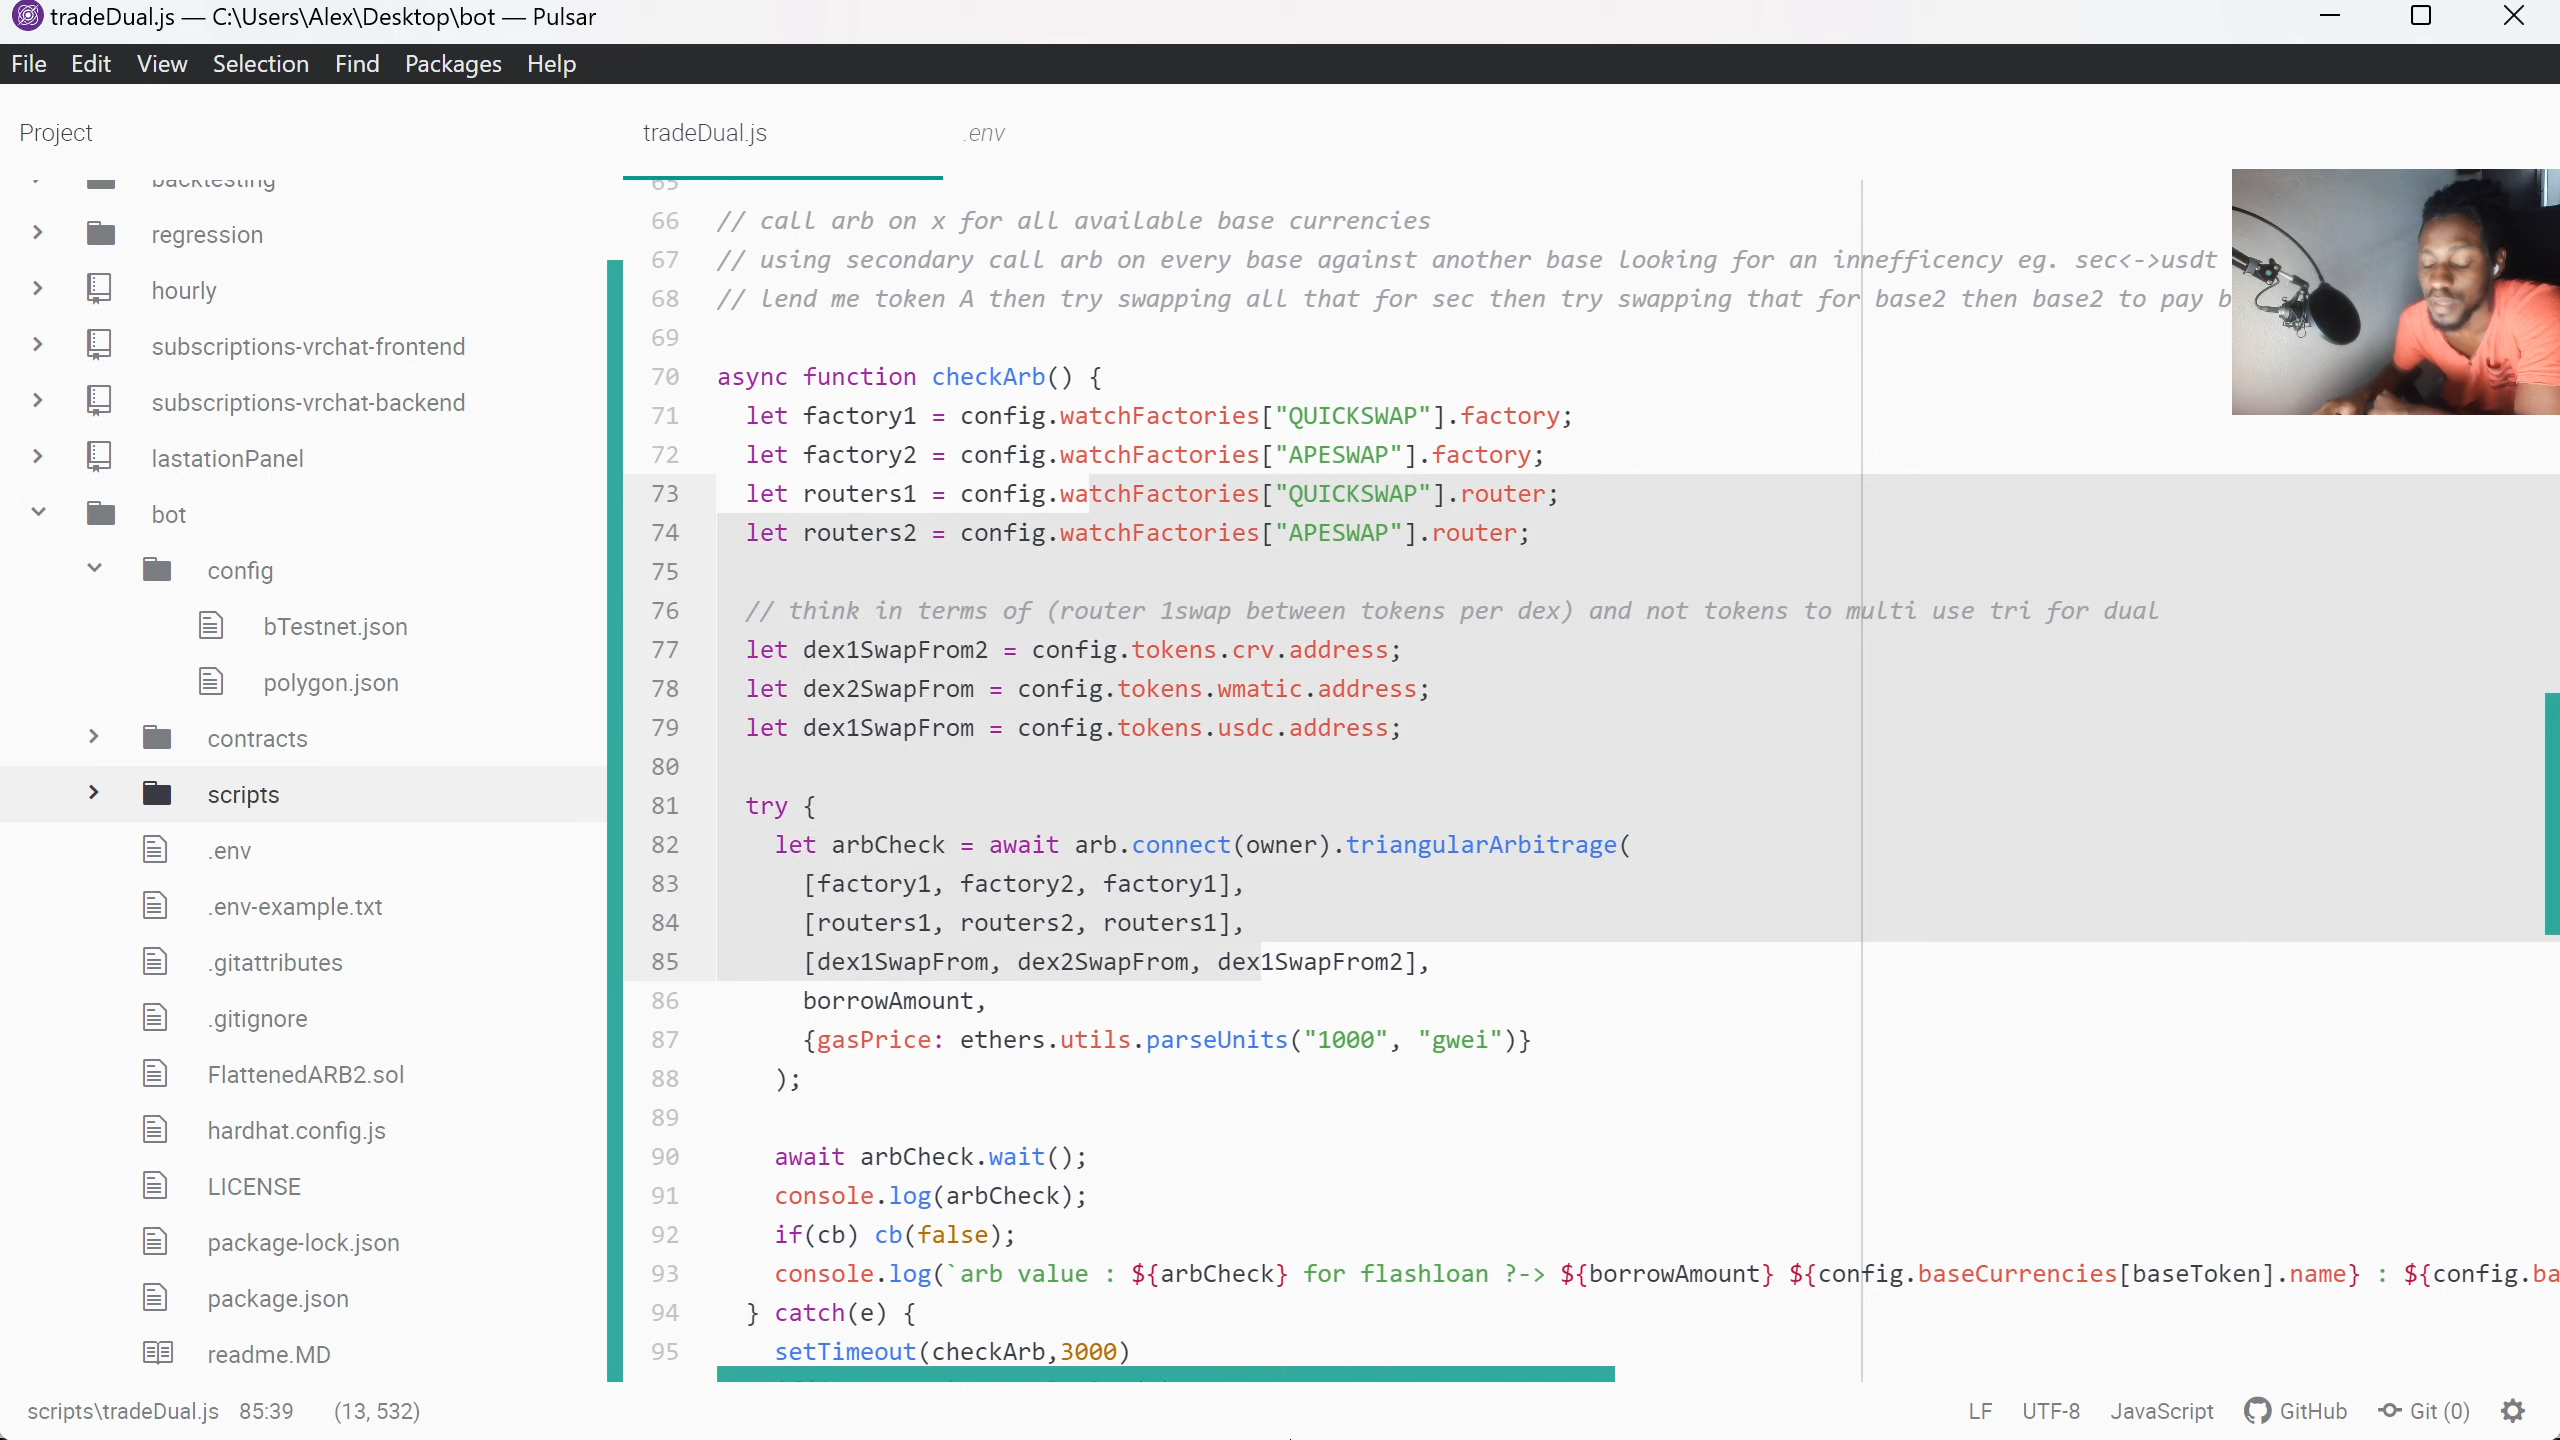 tradeDual.js — C:\Users\Alex\Desktop\bot — Pulsar
File Edit View Selection Find Packages Help
Project
backtesting
regression
hourly
subscriptions-vrchat-frontend
subscriptions-vrchat-backend
lastationPanel
bot
config
bTestnet.json
polygon.json
contracts
scripts
.env
.env-example.txt
.gitattributes
.gitignore
FlattenedARB2.sol
hardhat.config.js
LICENSE
package-lock.json
package.json
readme.MD
tradeDual.js .env
65
66 // call arb on x for all available base currencies
67 // using secondary call arb on every base against another base looking for an innefficency eg. sec<->usdt
68 // lend me token A then try swapping all that for sec then try swapping that for base2 then base2 to pay b
69
70 async function checkArb() {
71 let factory1 = config.watchFactories["QUICKSWAP"].factory;
72 let factory2 = config.watchFactories["APESWAP"].factory;
73 let routers1 = config.watchFactories["QUICKSWAP"].router;
74 let routers2 = config.watchFactories["APESWAP"].router;
75
76 // think in terms of (router 1swap between tokens per dex) and not tokens to multi use tri for dual
77 let dex1SwapFrom2 = config.tokens.crv.address;
78 let dex2SwapFrom = config.tokens.wmatic.address;
79 let dex1SwapFrom = config.tokens.usdc.address;
80
81 try {
82 let arbCheck = await arb.connect(owner).triangularArbitrage(
83 [factory1, factory2, factory1],
84 [routers1, routers2, routers1],
85 [dex1SwapFrom, dex2SwapFrom, dex1SwapFrom2],
86 borrowAmount,
87 {gasPrice: ethers.utils.parseUnits("1000", "gwei")}
88 );
89
90 await arbCheck.wait();
91 console.log(arbCheck);
92 if(cb) cb(false);
93 console.log(`arb value : ${arbCheck} for flashloan ?-> ${borrowAmount} ${config.baseCurrencies[baseToken].name} : ${config.ba
94 } catch(e) {
95 setTimeout(checkArb,3000)
scripts\tradeDual.js 85:39 (13, 532) LF UTF-8 JavaScript GitHub Git (0)